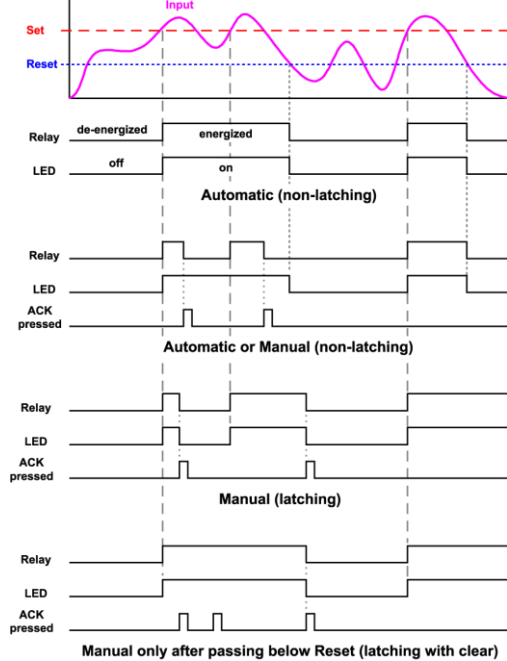 Input
Set
Reset
de-energized energized
Relay
off on
LED
Automatic (non-latching)
Relay
LED
ACK
pressed
Automatic or Manual (non-latching)
Relay
LED
ACK
pressed
Manual (latching)
Relay
LED
ACK
pressed
Manual only after passing below Reset (latching with clear)